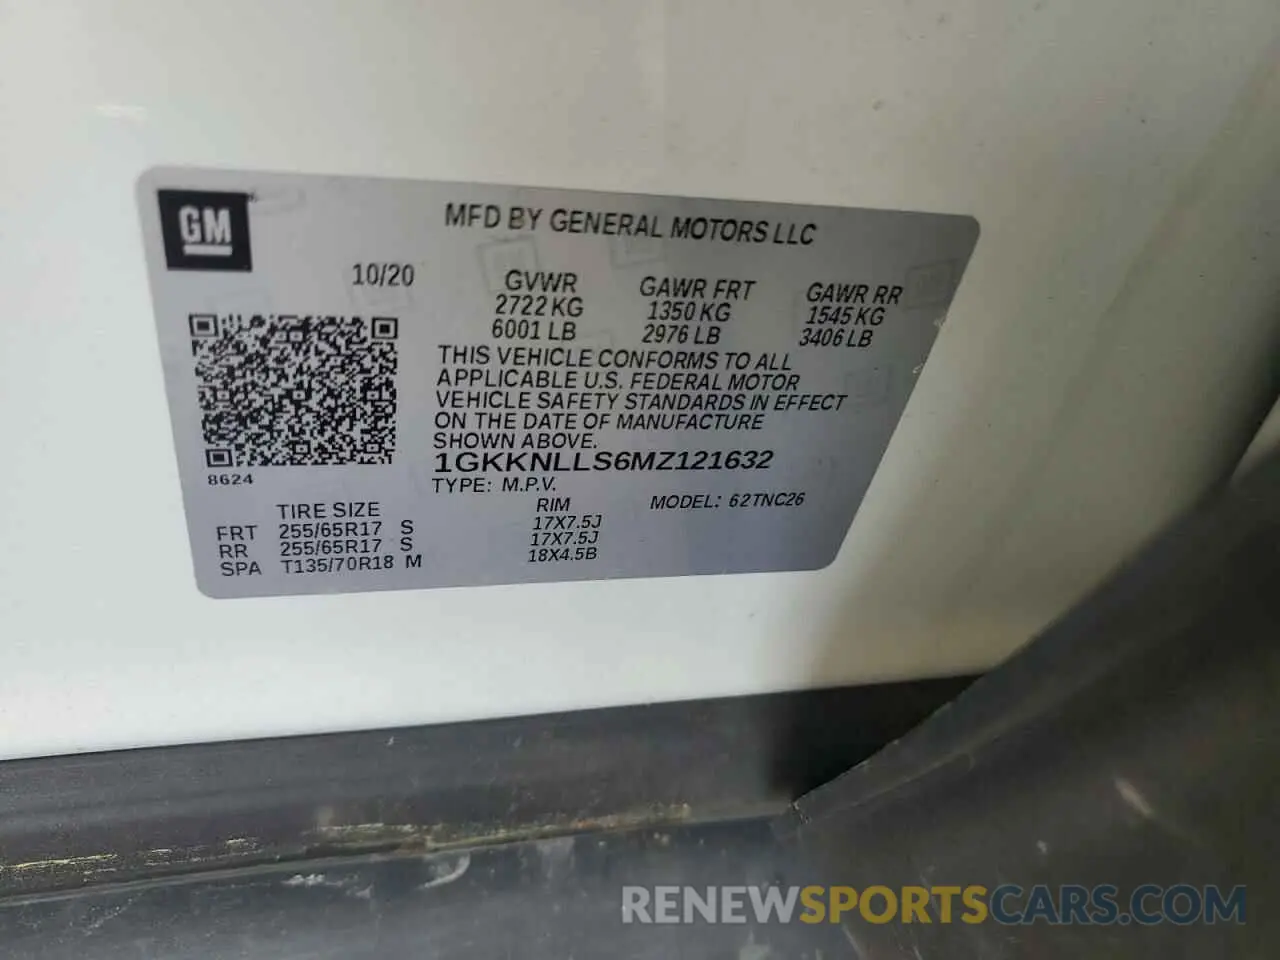 GM
MFD BY GENERAL MOTORS LLC
10/20
GVWR GAWR FRT GAWR RR
2722 KG 1350 KG 1545 KG
6001 LB 2976 LB 3406 LB
THIS VEHICLE CONFORMS TO ALL
APPLICABLE U.S. FEDERAL MOTOR
VEHICLE SAFETY STANDARDS IN EFFECT
ON THE DATE OF MANUFACTURE
SHOWN ABOVE.
1GKKNLLS6MZ121632
8624
TYPE: M.P.V.
MODEL: 62TNC26
TIRE SIZE RIM
FRT 255/65R17 S 17X7.5J
RR 255/65R17 S 17X7.5J
SPA T135/70R18 M 18X4.5B
RENEWSPORTSCARS.COM